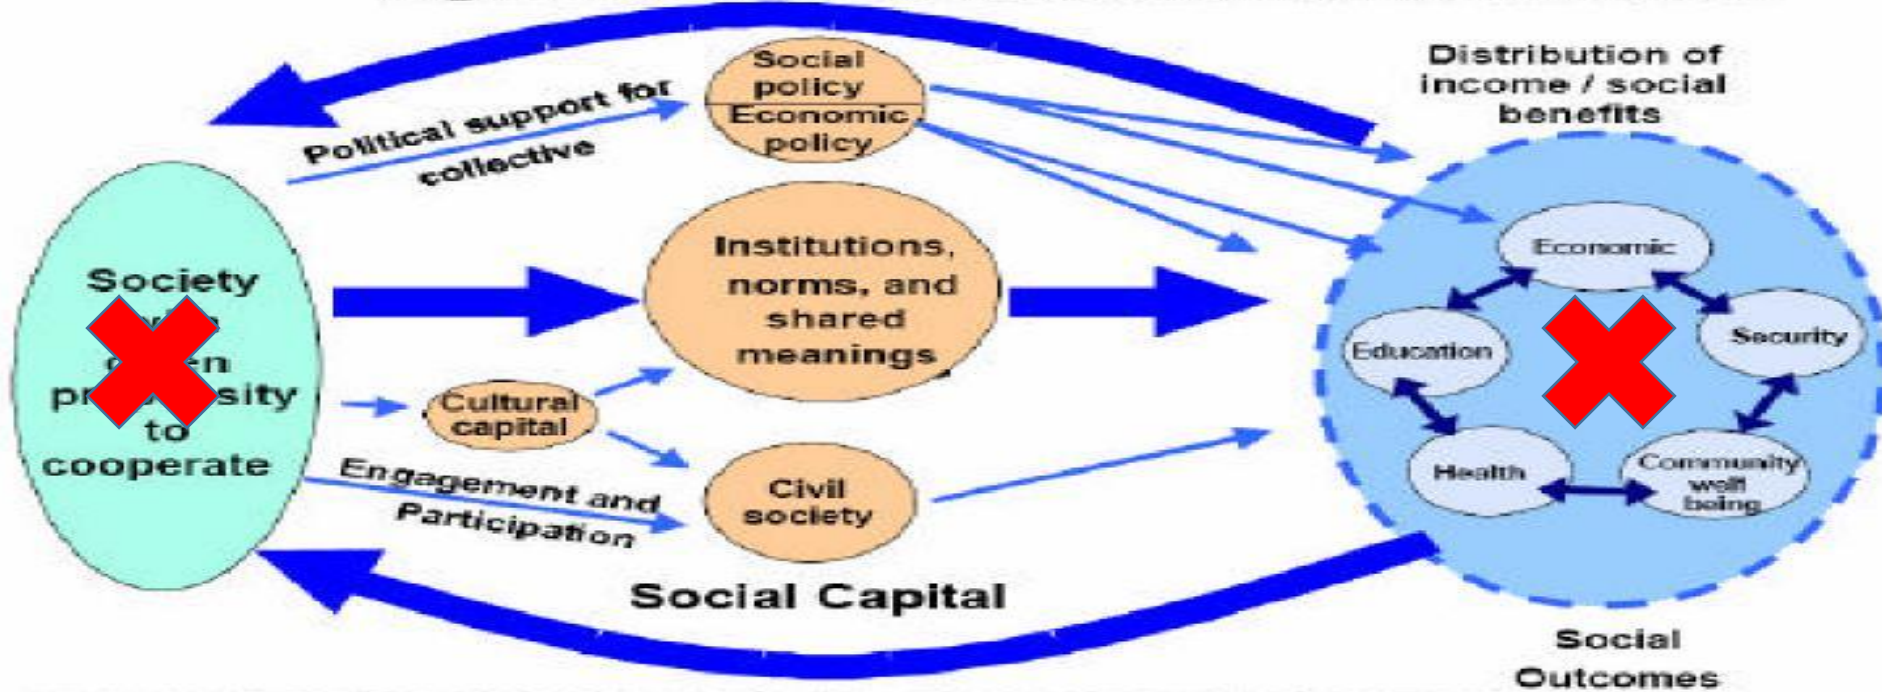 Social
policy
Economic
policy
Distribution of
income / social
benefits
Political support for
collective
Society
to
cooperate
Institutions,
norms, and
shared
meanings
Cultural
capital
Engagement and
Participation
Civil
society
Social Capital
Economic
Education
Security
Health
Community
well
being
Social
Outcomes